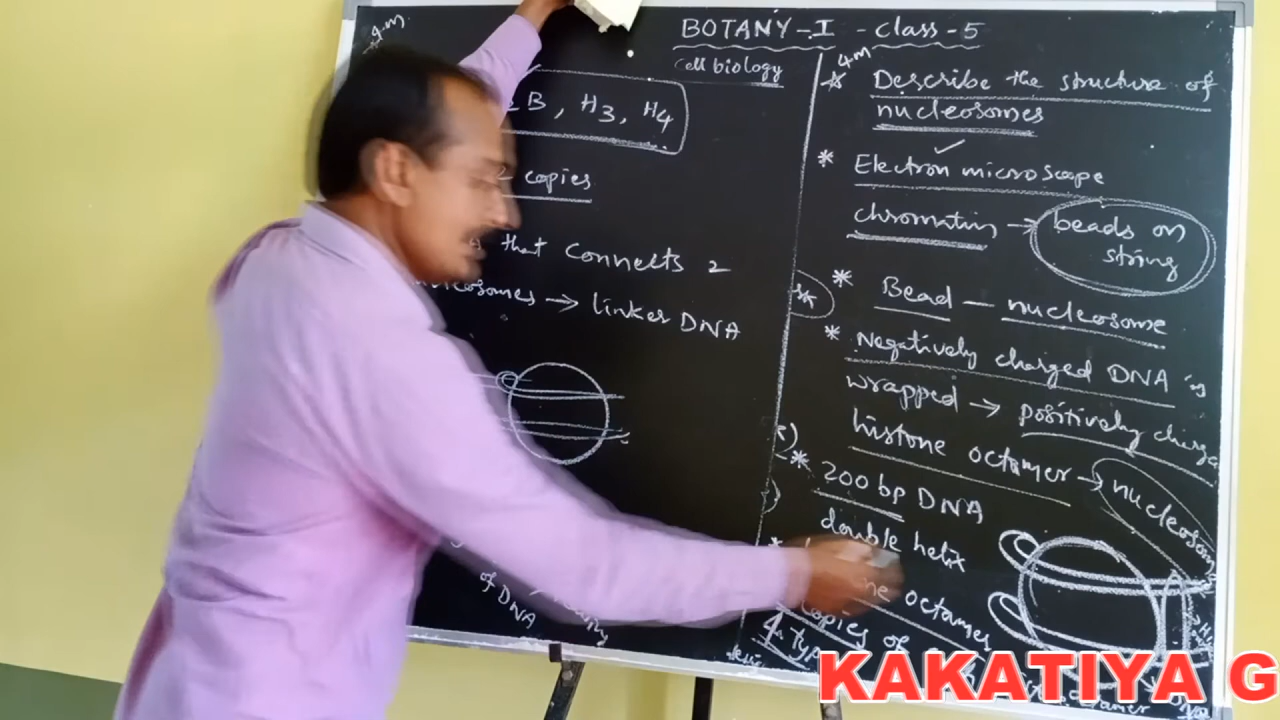 BOTANY-I - Class-5
Cell biology
B, H3, H4
copies
that connects 2
nucleosomes → linker DNA
of DNA
4m
Describe the structure of
nucleosomes
* Electron microscope
chromatin → beads on
string
* Bead - nucleosome
* Negatively charged DNA is
wrapped → positively
histone octamer →
* 200 bp DNA
double helix
octamer
copies of
KAKATIYA G